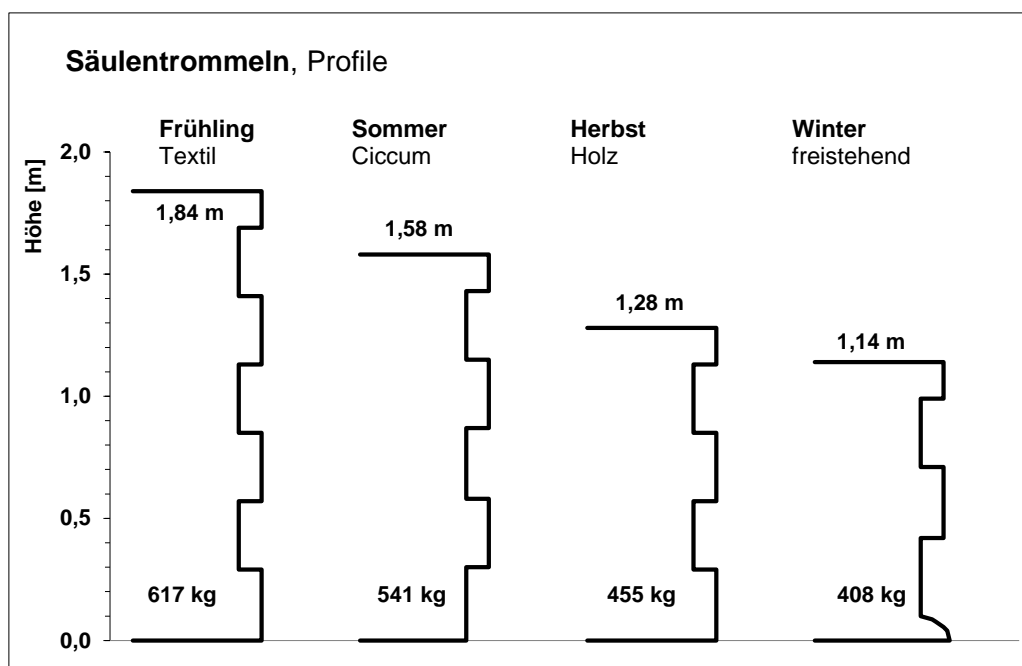 Säulentrommeln, Profile
Frühling
Textil
Sommer
Ciccum
Herbst
Holz
Winter
freistehend
Höhe [m]
2,0
1,5
1,0
0,5
0,0
1,84 m
1,58 m
1,28 m
1,14 m
617 kg
541 kg
455 kg
408 kg